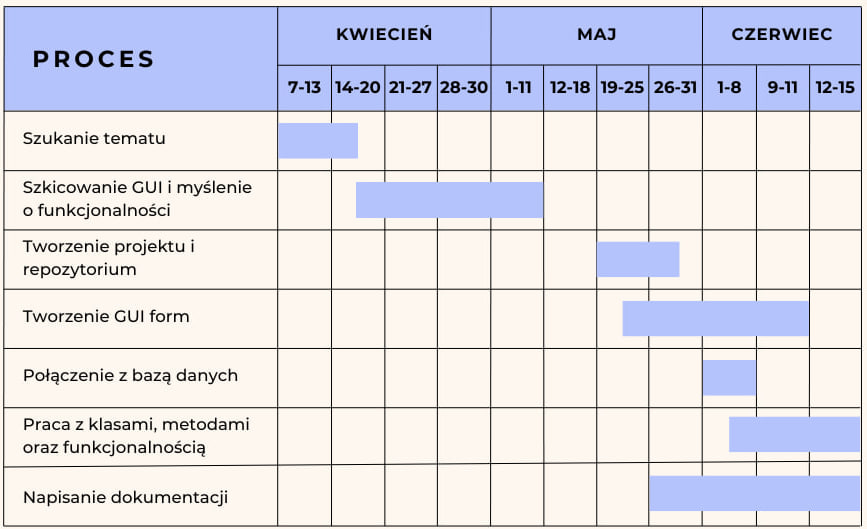 PROCES
KWIECIEŃ MAJ CZERWIEC
7-13 14-20 21-27 28-30 1-11 12-18 19-25 26-31 1-8 9-11 12-15
Szukanie tematu
Szkicowanie GUI i myślenie
o funkcjonalności
Tworzenie projektu i
repozytorium
Tworzenie GUI form
Połączenie z bazą danych
Praca z klasami, metodami
oraz funkcjonalnością
Napisanie dokumentacji